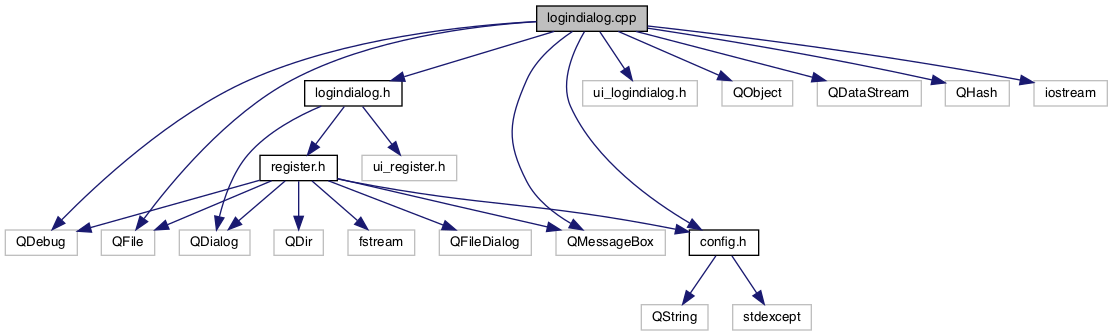 logindialog.cpp
logindialog.h
ui_logindialog.h
QObject
QDataStream
QHash
iostream
register.h
ui_register.h
QDebug
QFile
QDialog
QDir
fstream
QFileDialog
QMessageBox
config.h
QString
stdexcept